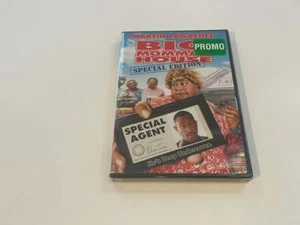 MARTIN LAWRENCE
BIG
PROMO
MOMMA'S
HOUSE
SPECIAL EDITION
SPECIAL
AGENT
He's Deep Undercover.